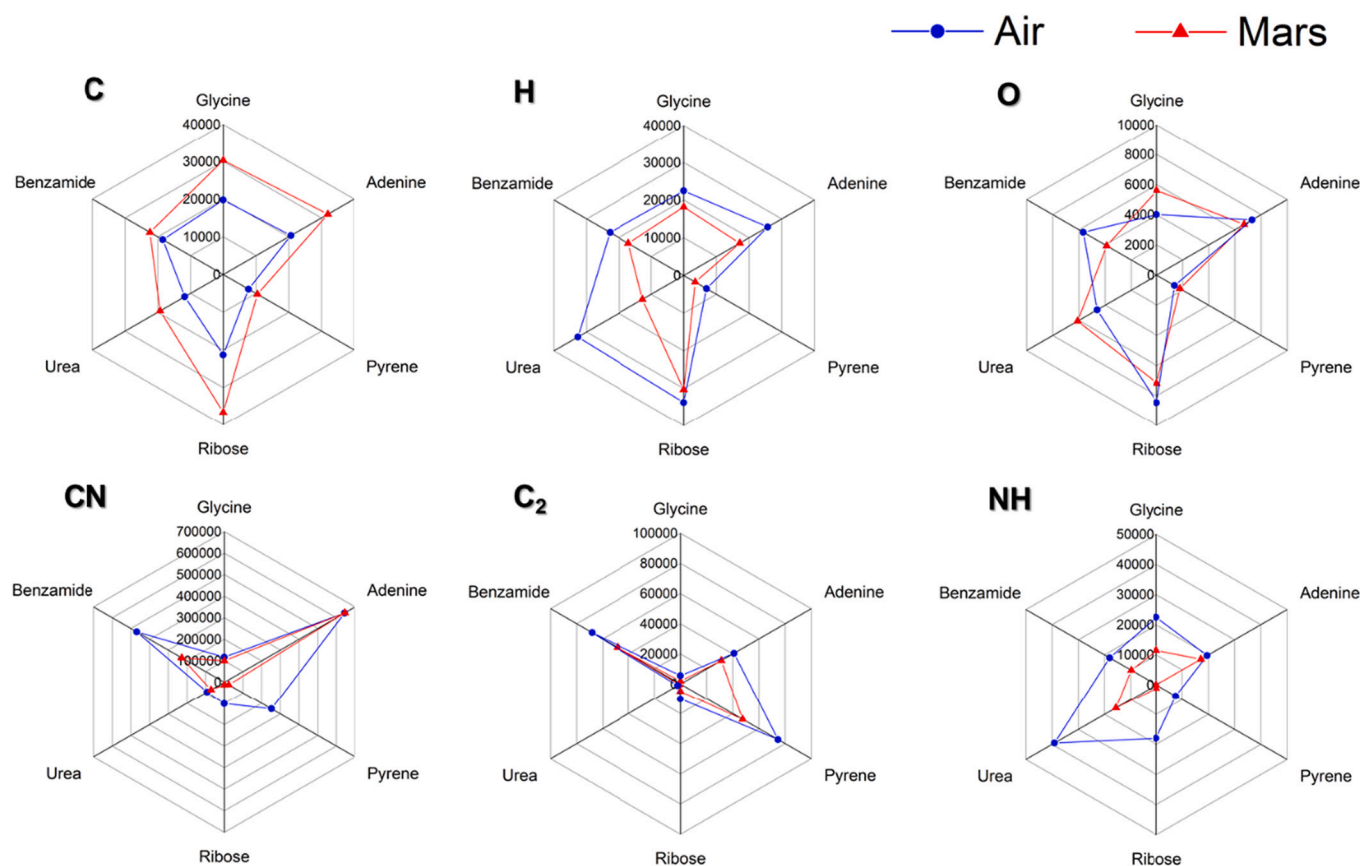 Air Mars
C H O
Glycine Glycine Glycine
40000 40000 10000
30000 30000 8000
20000 20000 6000
10000 10000 4000
0 0 2000
0
Benzamide Adenine Benzamide Adenine Benzamide Adenine
Urea Pyrene Urea Pyrene Urea Pyrene
Ribose Ribose Ribose
CN C₂ NH
Glycine Glycine Glycine
700000 100000 50000
600000 80000 40000
500000 60000 30000
400000 40000 20000
300000 20000 10000
200000 0 0
100000
0
Benzamide Adenine Benzamide Adenine Benzamide Adenine
Urea Pyrene Urea Pyrene Urea Pyrene
Ribose Ribose Ribose